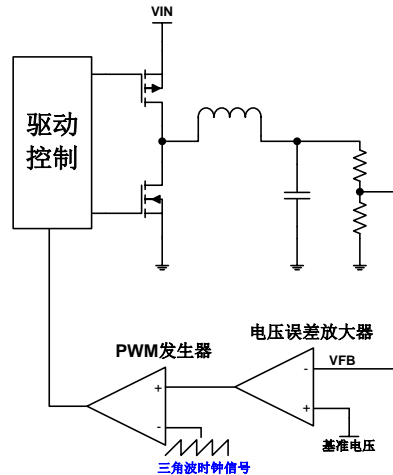 VIN
驱动
控制
电压误差放大器
PWM发生器
-
VFB
+
+
-
基准电压
三角波时钟信号